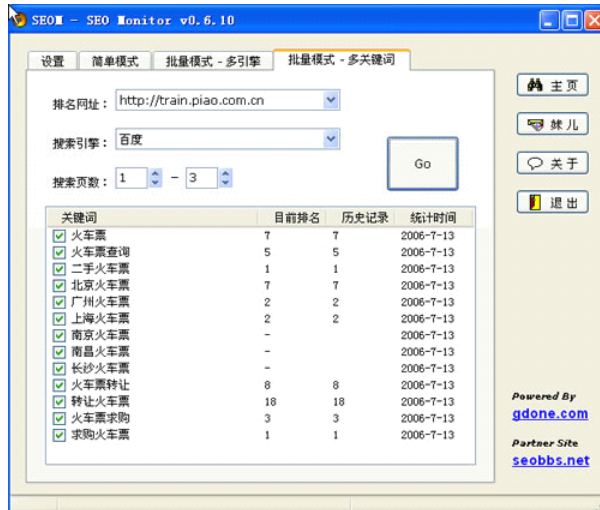 SEOM - SEO Monitor v0.6.10
设置 简单模式 批量模式 - 多引擎 批量模式 - 多关键词
排名网址： http://train.piao.com.cn
搜索引擎： 百度
搜索页数： 1 - 3
Go
主页
妹儿
关于
退出
关键词 目前排名 历史记录 统计时间
火车票 7 7 2006-7-13
火车票查询 5 5 2006-7-13
二手火车票 1 1 2006-7-13
北京火车票 7 7 2006-7-13
广州火车票 2 2 2006-7-13
上海火车票 2 2 2006-7-13
南京火车票 - 2006-7-13
南昌火车票 - 2006-7-13
长沙火车票 - 2006-7-13
火车票转让 8 8 2006-7-13
转让火车票 18 18 2006-7-13
火车票求购 3 3 2006-7-13
求购火车票 1 1 2006-7-13
Powered By
gdone.com
Partner Site
seobbs.net